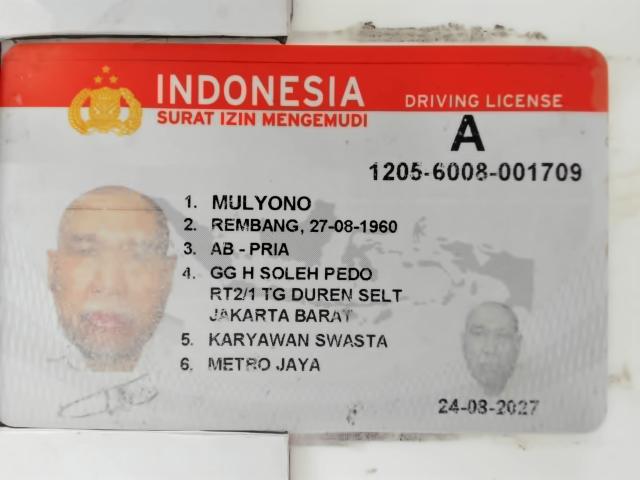 INDONESIA
SURAT IZIN MENGEMUDI
DRIVING LICENSE
A
1205-6008-001709
1. MULYONO
2. REMBANG, 27-08-1960
3. AB - PRIA
4. GG H SOLEH PEDO
RT2/1 TG DUREN SELT
JAKARTA BARAT
5. KARYAWAN SWASTA
6. METRO JAYA
24-08-2027